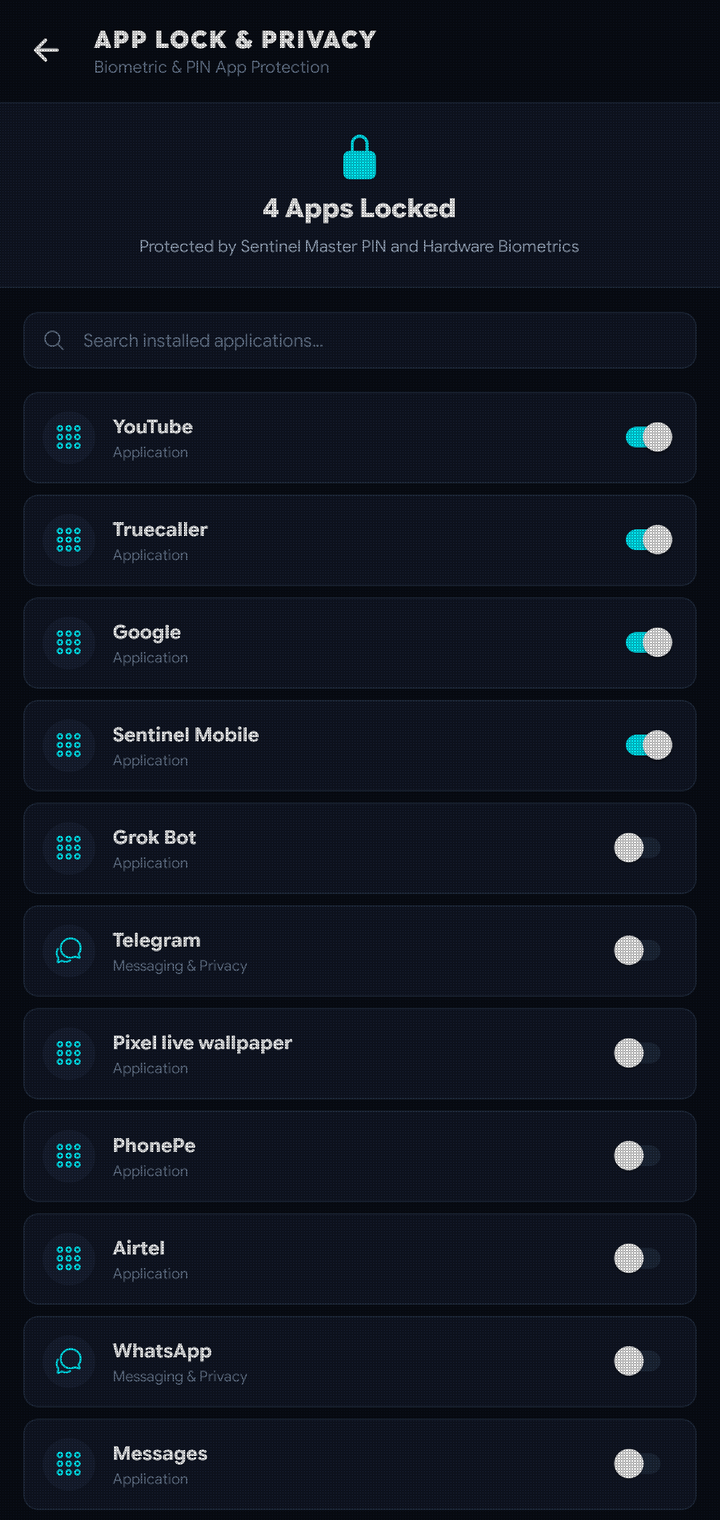 APP LOCK & PRIVACY
Biometric & PIN App Protection
4 Apps Locked
Protected by Sentinel Master PIN and Hardware Biometrics
Search installed applications...
YouTube
Application
Truecaller
Application
Google
Application
Sentinel Mobile
Application
Grok Bot
Application
Telegram
Messaging & Privacy
Pixel live wallpaper
Application
PhonePe
Application
Airtel
Application
WhatsApp
Messaging & Privacy
Messages
Application